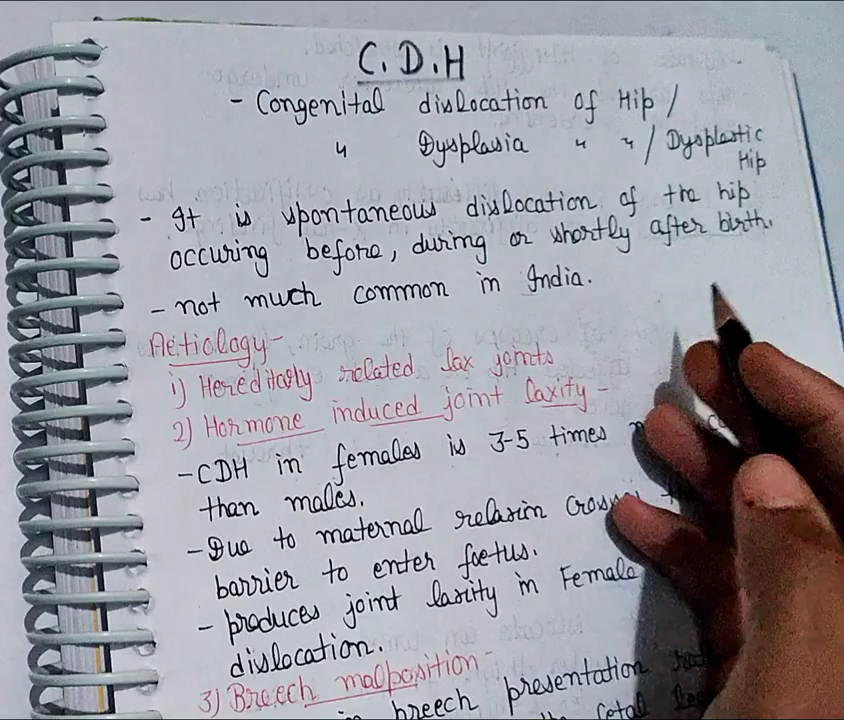 C.D.H
- Congenital dislocation of Hip /
" Dysplasia " " / Dysplastic
Hip
- It is spontaneous dislocation of the hip
occuring before, during or shortly after birth.
- not much common in India.
Aetiology-
1) Hereditary related lax joints
2) Hormone induced joint laxity -
- CDH in females is 3-5 times
than males.
- Due to maternal relaxin
barrier to enter foetus.
- produces joint laxity in Female
dislocation.
3) Breech malposition -
in breech presentation
fetal